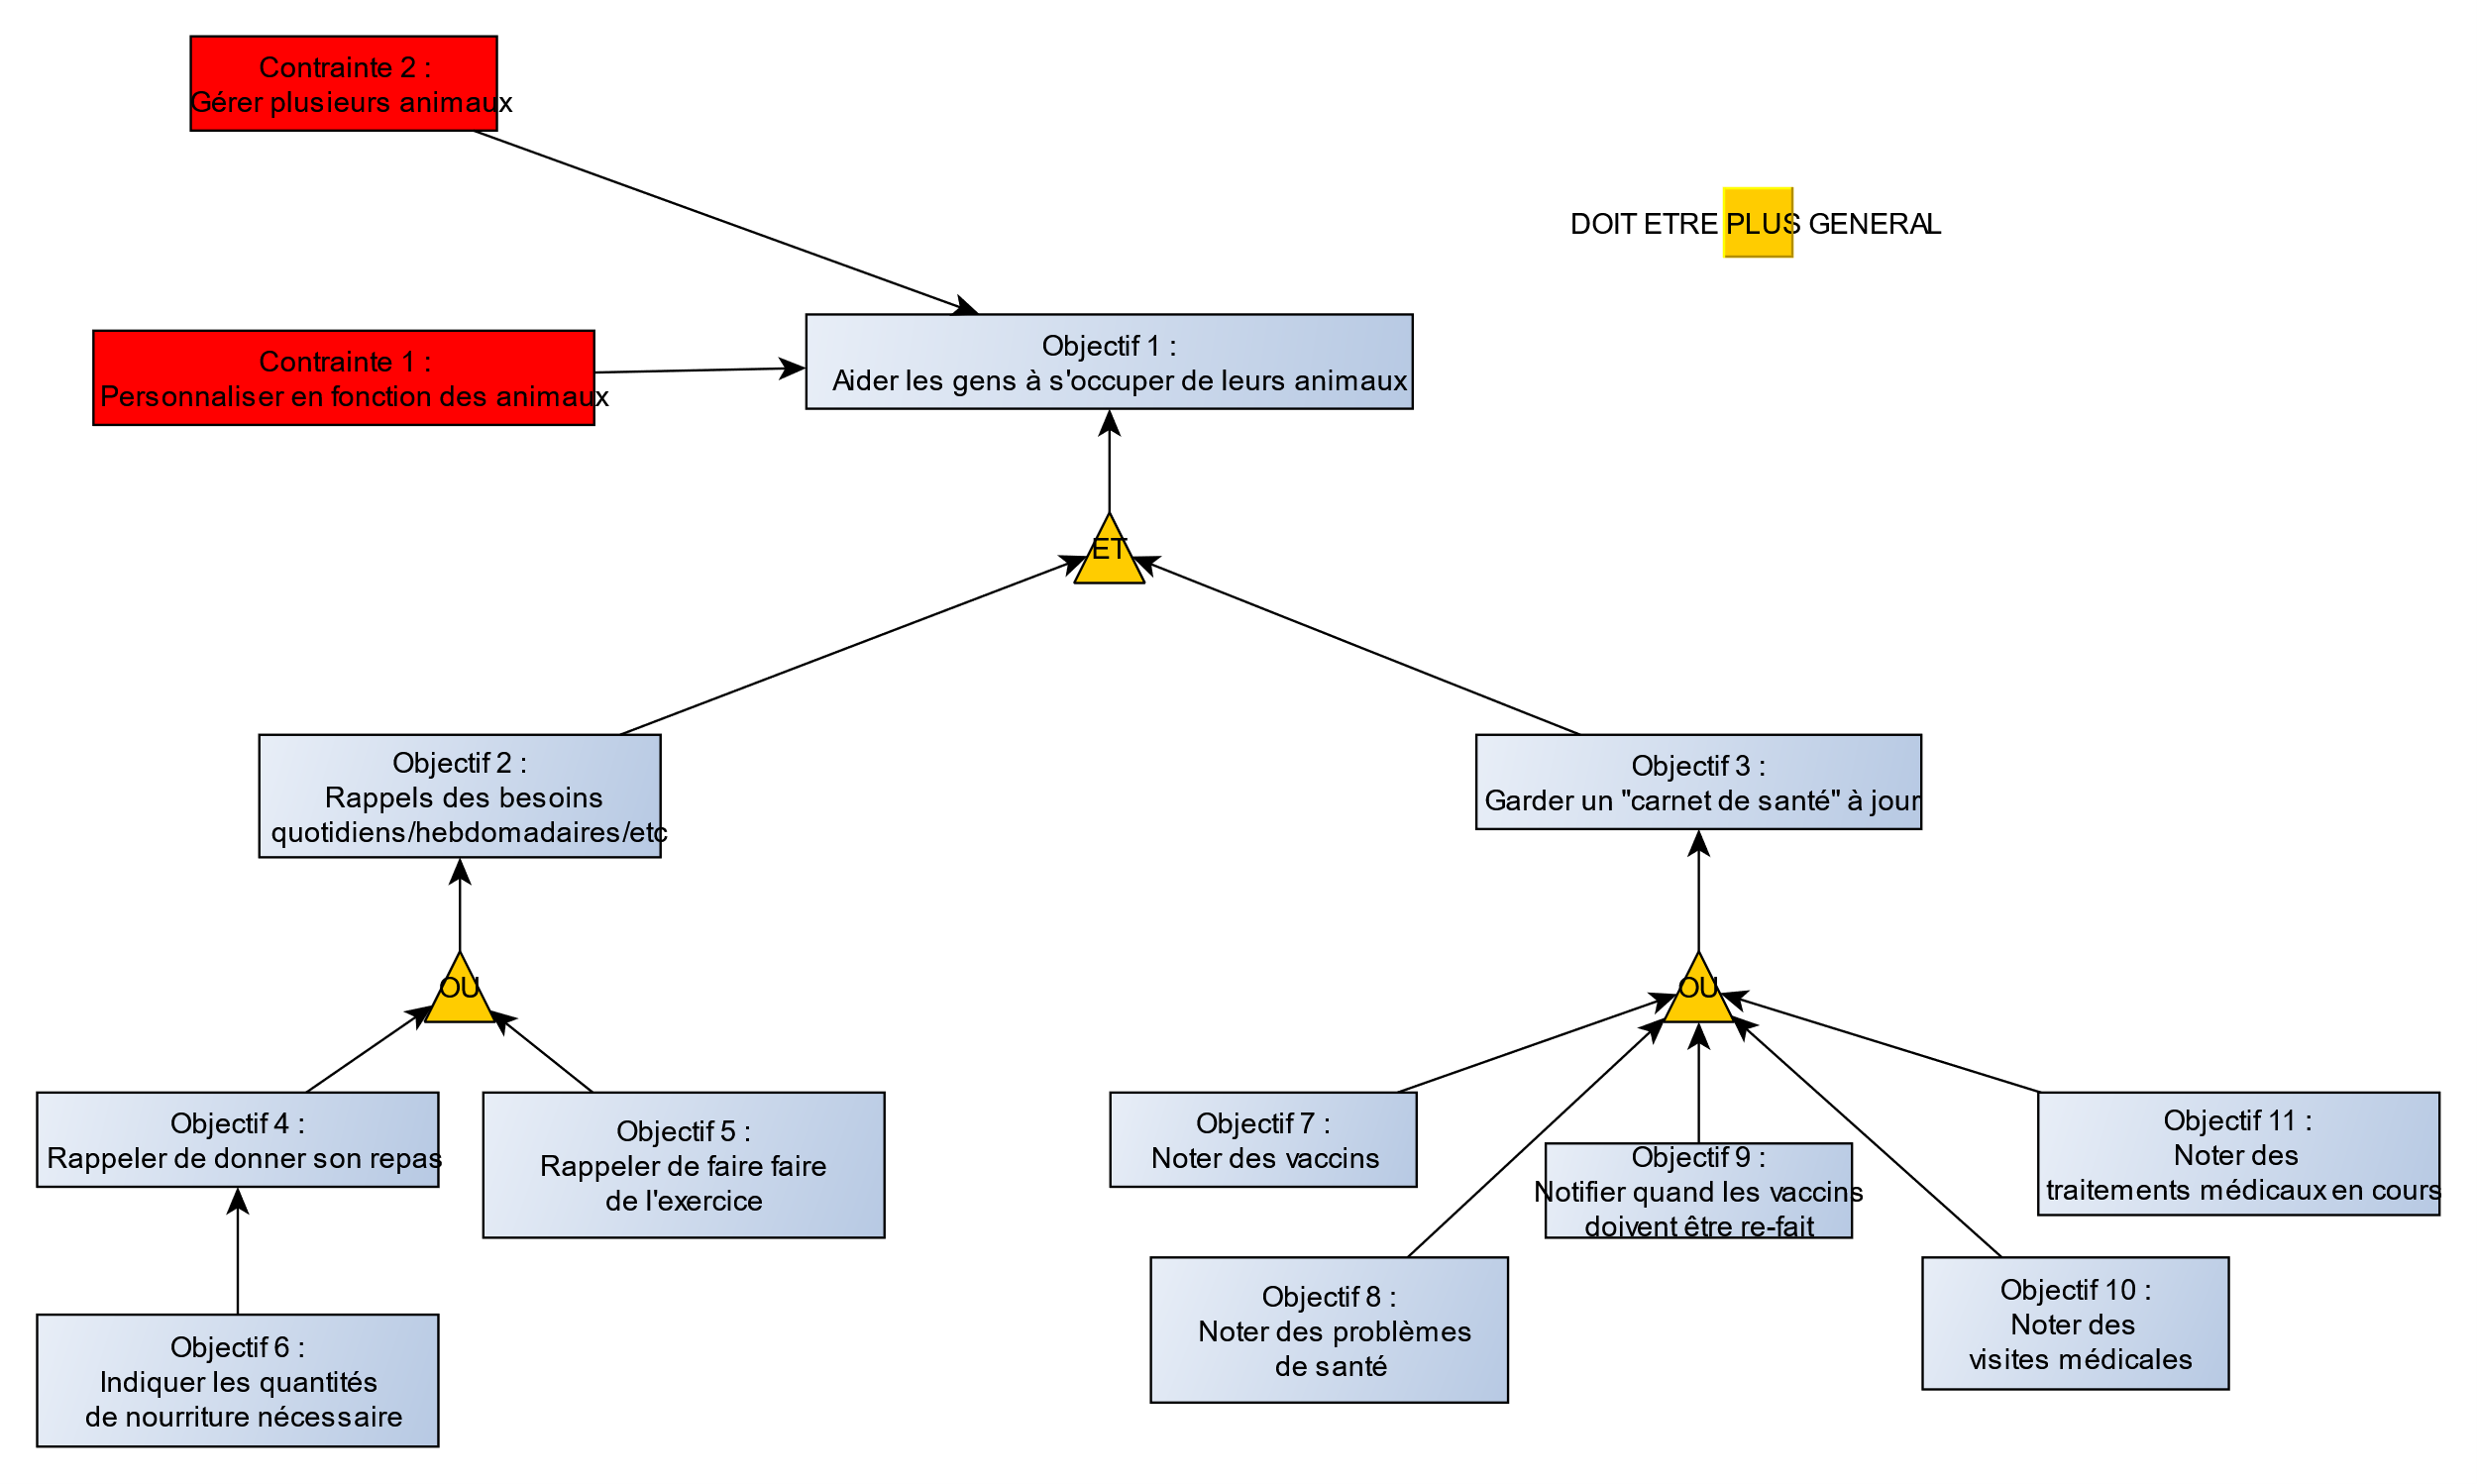 Contrainte 2 :
Gérer plusieurs animaux
DOIT ETRE PLUS GENERAL
Contrainte 1 :
Personnaliser en fonction des animaux
Objectif 1 :
Aider les gens à s'occuper de leurs animaux
ET
Objectif 2 :
Rappels des besoins
quotidiens/hebdomadaires/etc
Objectif 3 :
Garder un "carnet de santé" à jour
OU
OU
Objectif 4 :
Rappeler de donner son repas
Objectif 5 :
Rappeler de faire faire
de l'exercice
Objectif 7 :
Noter des vaccins
Objectif 9 :
Notifier quand les vaccins
doivent être re-fait
Objectif 11 :
Noter des
traitements médicaux en cours
Objectif 6 :
Indiquer les quantités
de nourriture nécessaire
Objectif 8 :
Noter des problèmes
de santé
Objectif 10 :
Noter des
visites médicales